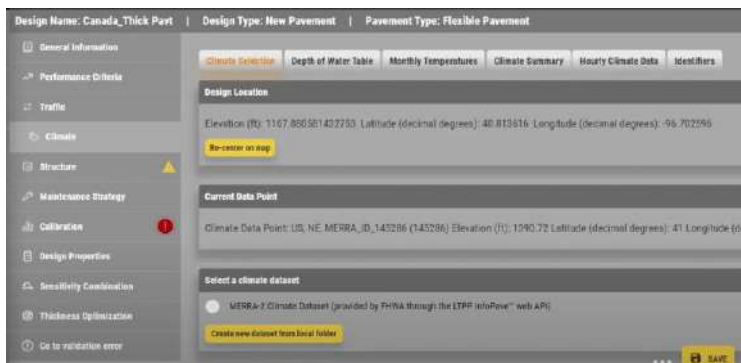 Design Name: Canada_Thick Pavt | Design Type: New Pavement | Pavement Type: Flexible Pavement
General Information
Performance Criteria
Traffic
Climate
Structure
Maintenance Strategy
Calibration
Design Properties
Sensitivity Combination
Thickness Optimization
Go to validation error
Climate Selection Depth of Water Table Monthly Temperatures Climate Summary Hourly Climate Data Identifiers
Design Location
Elevation (ft): 1167.880581432753 Latitude (decimal degrees): 40.813616 Longitude (decimal degrees): -96.702596
Re-center on map
Current Data Point
Climate Data Point: US, NE, MERRA_ID_145286 (145286) Elevation (ft): 1390.72 Latitude (decimal degrees): 41 Longitude (d
Select a climate dataset
MERRA-2 Climate Dataset (provided by FHWA through the LTPP InfoPave™ web API)
Create new dataset from local folder
SAVE